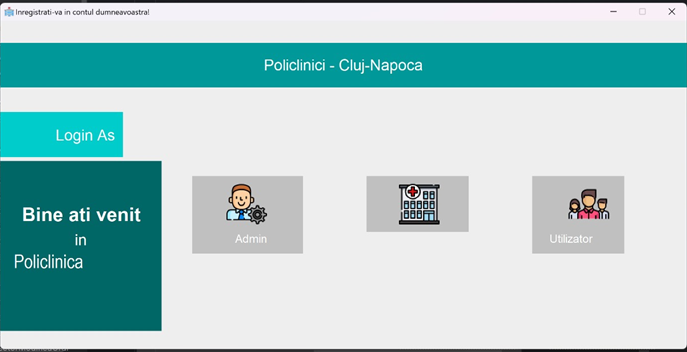 Inregistrati-va in contul dumneavoastra!
Policlinici - Cluj-Napoca
Login As
Bine ati venit
in
Policlinica
Admin
Utilizator